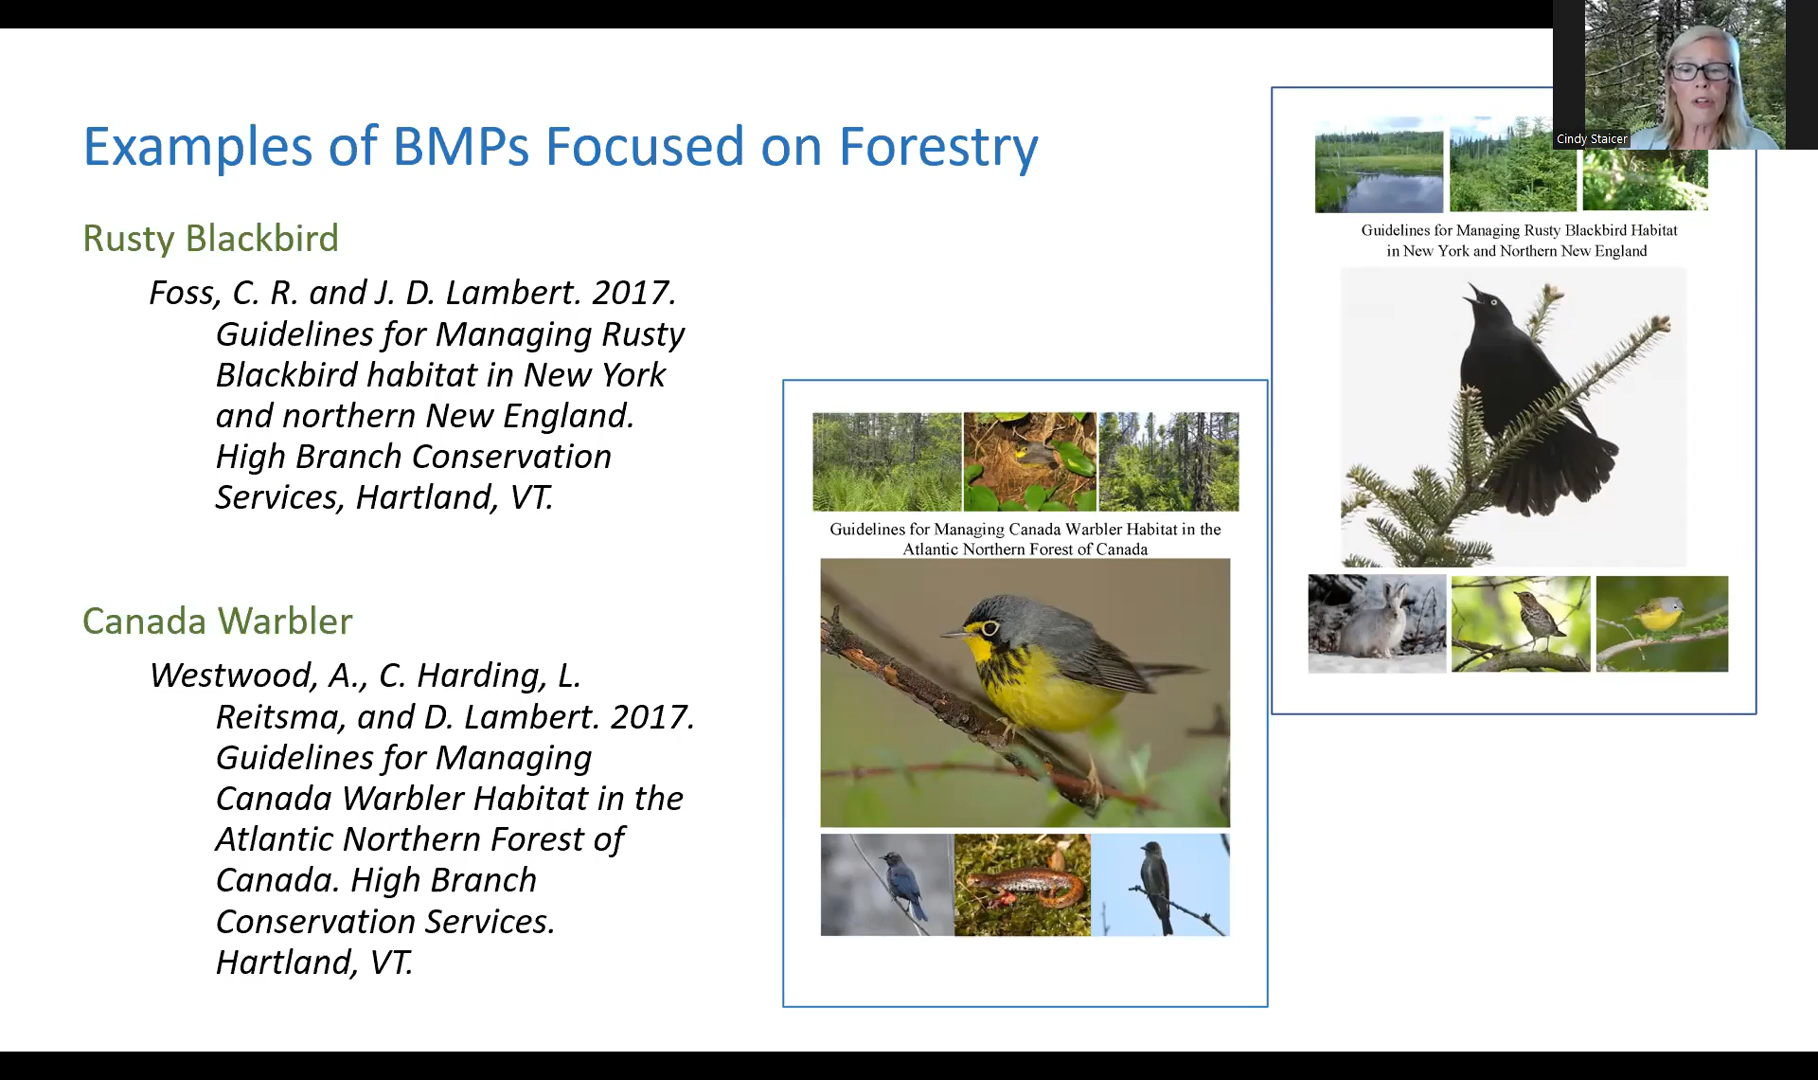 Examples of BMPs Focused on Forestry
Rusty Blackbird
Foss, C. R. and J. D. Lambert. 2017.
Guidelines for Managing Rusty
Blackbird habitat in New York
and northern New England.
High Branch Conservation
Services, Hartland, VT.
Canada Warbler
Westwood, A., C. Harding, L.
Reitsma, and D. Lambert. 2017.
Guidelines for Managing
Canada Warbler Habitat in the
Atlantic Northern Forest of
Canada. High Branch
Conservation Services.
Hartland, VT.
Guidelines for Managing Canada Warbler Habitat in the
Atlantic Northern Forest of Canada
Guidelines for Managing Rusty Blackbird Habitat
in New York and Northern New England
Cindy Staicer